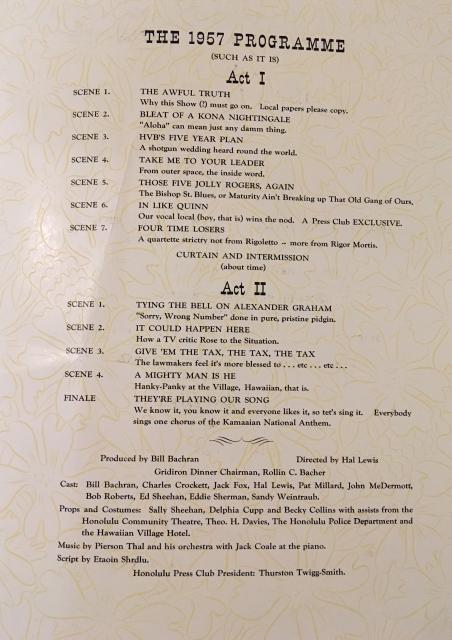 THE 1957 PROGRAMME
(SUCH AS IT IS)
Act I
SCENE 1. THE AWFUL TRUTH
Why this Show (!) must go on. Local papers please copy.
SCENE 2. BLEAT OF A KONA NIGHTINGALE
"Aloha" can mean just any damm thing.
SCENE 3. HVB'S FIVE YEAR PLAN
A shotgun wedding heard round the world.
SCENE 4. TAKE ME TO YOUR LEADER
From outer space, the inside word.
SCENE 5. THOSE FIVE JOLLY ROGERS, AGAIN
The Bishop St. Blues, or Maturity Ain't Breaking up That Old Gang of Ours.
SCENE 6. IN LIKE QUINN
Our vocal local (boy, that is) wins the nod. A Press Club EXCLUSIVE.
SCENE 7. FOUR TIME LOSERS
A quartette strictry not from Rigoletto -- more from Rigor Mortis.
CURTAIN AND INTERMISSION
(about time)
Act II
SCENE 1. TYING THE BELL ON ALEXANDER GRAHAM
"Sorry, Wrong Number" done in pure, pristine pidgin.
SCENE 2. IT COULD HAPPEN HERE
How a TV critic Rose to the Situation.
SCENE 3. GIVE 'EM THE TAX, THE TAX, THE TAX
The lawmakers feel it's more blessed to . . . etc . . . etc . . .
SCENE 4. A MIGHTY MAN IS HE
Hanky-Panky at the Village, Hawaiian, that is.
FINALE THEY'RE PLAYING OUR SONG
We know it, you know it and everyone likes it, so tet's sing it. Everybody
sings one chorus of the Kamaaian National Anthem.
Produced by Bill Bachran Directed by Hal Lewis
Gridiron Dinner Chairman, Rollin C. Bacher
Cast: Bill Bachran, Charles Crockett, Jack Fox, Hal Lewis, Pat Millard, John McDermott,
Bob Roberts, Ed Sheehan, Eddie Sherman, Sandy Weintraub.
Props and Costumes: Sally Sheehan, Delphia Cupp and Becky Collins with assists from the
Honolulu Community Theatre, Theo. H. Davies, The Honolulu Police Department and
the Hawaiian Village Hotel.
Music by Pierson Thal and his orchestra with Jack Coale at the piano.
Script by Etaoin Shrdlu.
Honolulu Press Club President: Thurston Twigg-Smith.